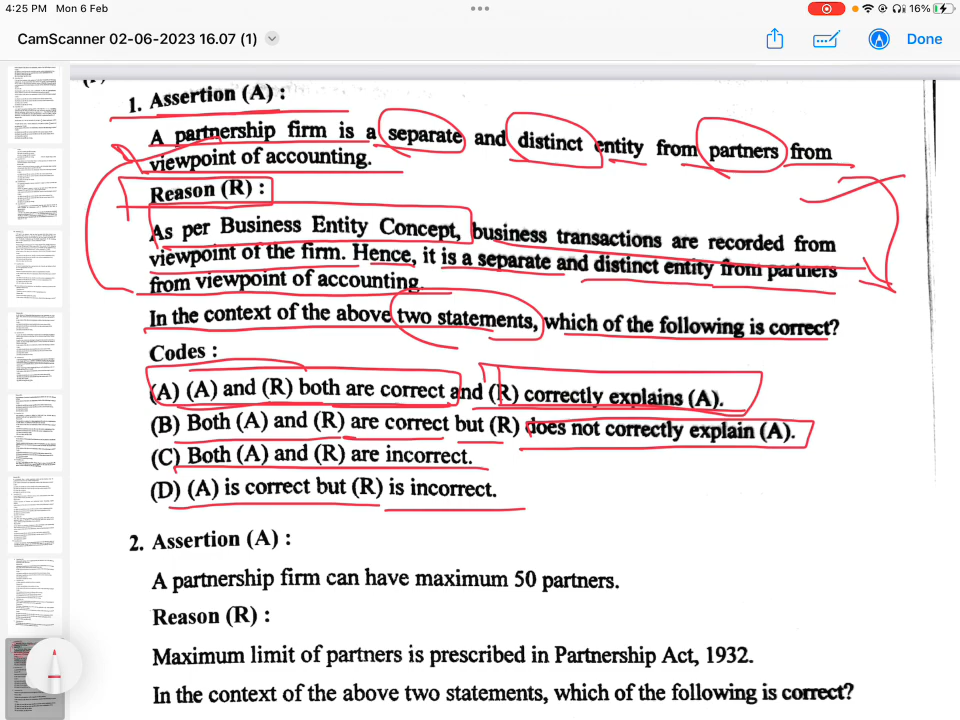 4:25 PM Mon 6 Feb
16%
CamScanner 02-06-2023 16.07 (1)
Done
1. Assertion (A) :
A partnership firm is a separate and distinct entity from partners from
viewpoint of accounting.
Reason (R) :
As per Business Entity Concept, business transactions are recorded from
viewpoint of the firm. Hence, it is a separate and distinct entity from partners
from viewpoint of accounting.
In the context of the above two statements, which of the following is correct?
Codes :
(A) (A) and (R) both are correct and (R) correctly explains (A).
(B) Both (A) and (R) are correct but (R) does not correctly explain (A).
(C) Both (A) and (R) are incorrect.
(D) (A) is correct but (R) is incorrect.
2. Assertion (A) :
A partnership firm can have maximum 50 partners.
Reason (R) :
Maximum limit of partners is prescribed in Partnership Act, 1932.
In the context of the above two statements, which of the following is correct?